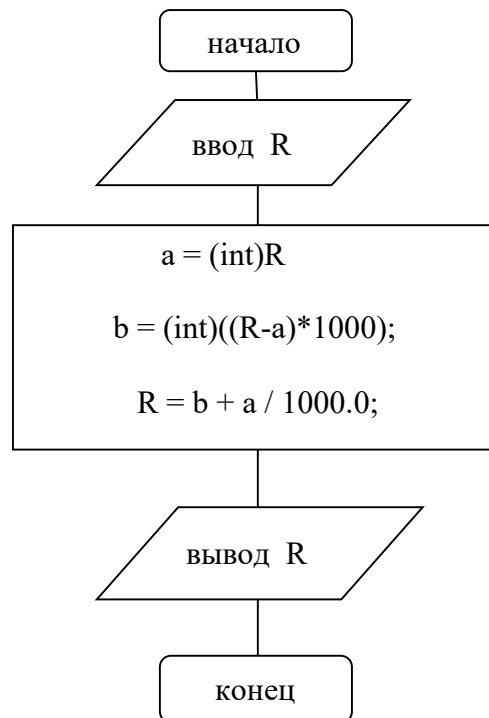 начало
ввод R
a = (int)R
b = (int)((R-a)*1000);
R = b + a / 1000.0;
вывод R
конец